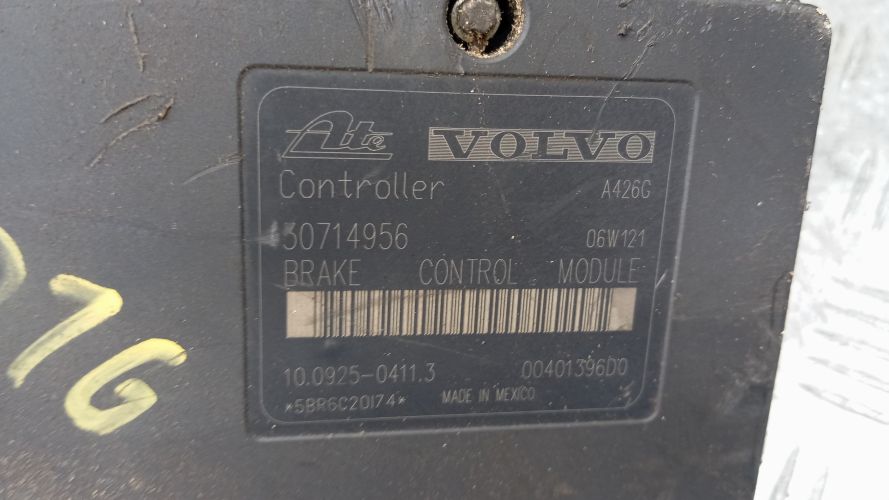 Ate VOLVO
Controller A426G
30714956 06W121
BRAKE CONTROL MODULE
10.0925-0411.3 00401396D0
*5BR6C20174* MADE IN MEXICO